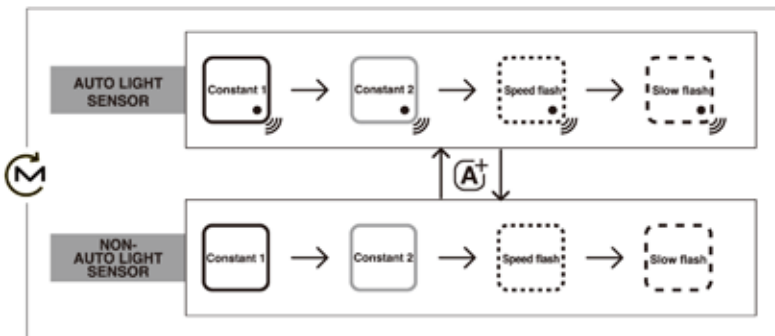 AUTO LIGHT
SENSOR
Constant 1
Constant 2
Speed flash
Slow flash
M
A+
NON-
AUTO LIGHT
SENSOR
Constant 1
Constant 2
Speed flash
Slow flash